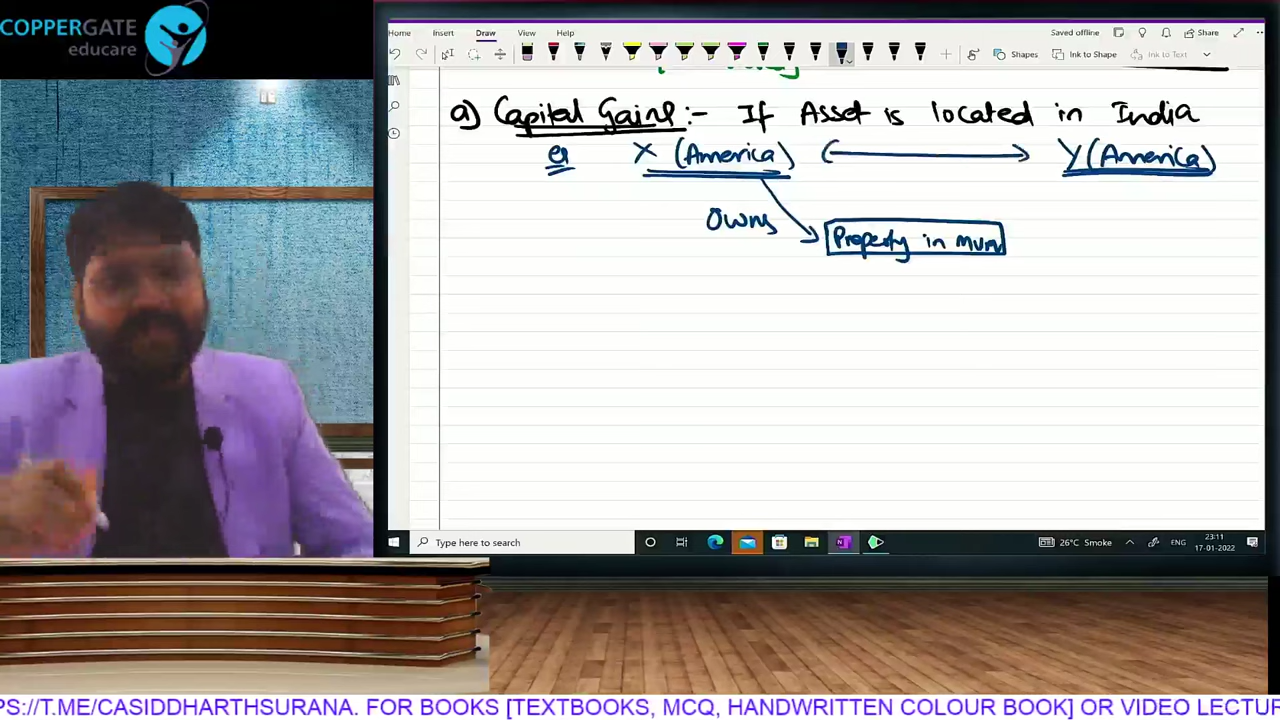 COPPERGATE
educare
Home Insert Draw View Help
Saved offline
Share
Shapes
Ink to Shape
Ink to Text
a) Capital Gains:- If Asset is located in India
eg X (America) Y (America)
Owns
Property in Mum
Type here to search
26°C Smoke
ENG
23:11
17-01-2022
PS://T.ME/CASIDDHARTHSURANA. FOR BOOKS [TEXTBOOKS, MCQ, HANDWRITTEN COLOUR BOOK] OR VIDEO LECTUR